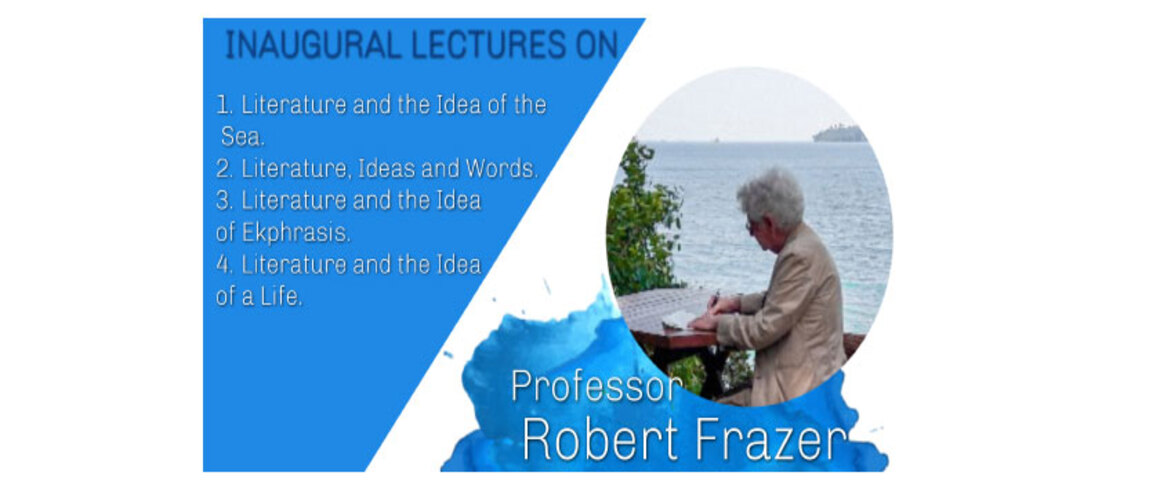 INAUGURAL LECTURES ON
1. Literature and the Idea of the
Sea.
2. Literature, Ideas and Words.
3. Literature and the Idea
of Ekphrasis.
4. Literature and the Idea
of a Life.
Professor
Robert Frazer